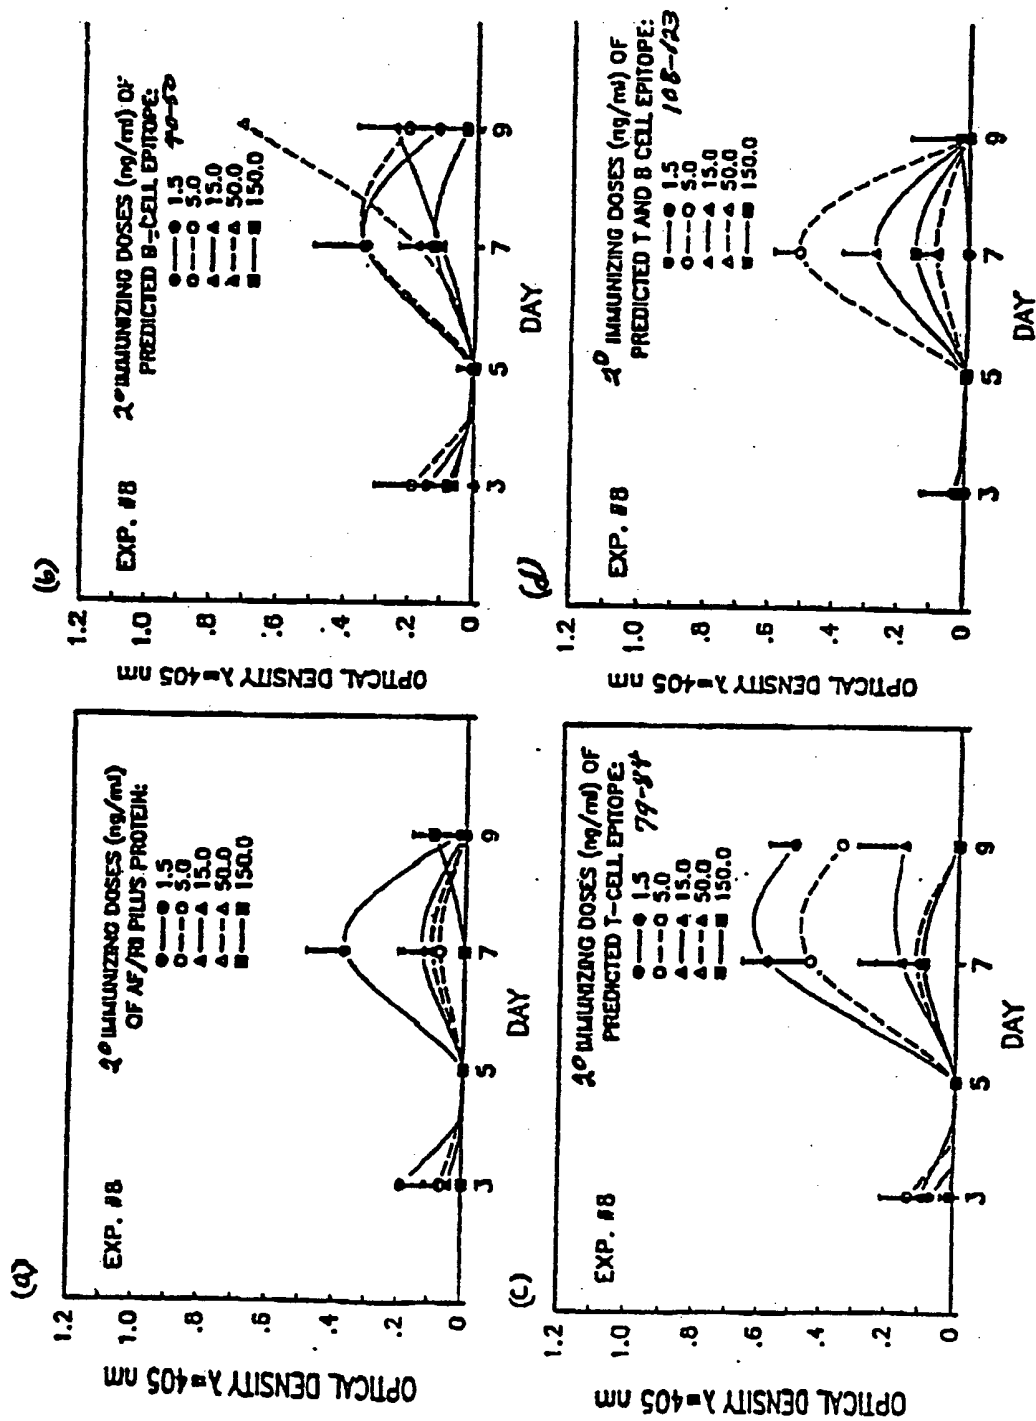 (a)
EXP. #8
2° IMMUNIZING DOSES (ng/ml)
OF AF/R1 PILUS PROTEIN:
1.5
5.0
15.0
50.0
150.0
OPTICAL DENSITY λ=405 nm
1.2
1.0
.8
.6
.4
.2
0
3
5
7
9
DAY
(b)
EXP. #8
2° IMMUNIZING DOSES (ng/ml) OF
PREDICTED B-CELL EPITOPE:
40-50
1.5
5.0
15.0
50.0
150.0
OPTICAL DENSITY λ=405 nm
1.2
1.0
.8
.6
.4
.2
0
3
5
7
9
DAY
(c)
EXP. #8
2° IMMUNIZING DOSES (ng/ml) OF
PREDICTED T-CELL EPITOPE:
79-84
1.5
5.0
15.0
50.0
150.0
OPTICAL DENSITY λ=405 nm
1.2
1.0
.8
.6
.4
.2
0
3
5
7
9
DAY
(d)
EXP. #8
2° IMMUNIZING DOSES (ng/ml) OF
PREDICTED T AND B CELL EPITOPE:
108-123
1.5
5.0
15.0
50.0
150.0
OPTICAL DENSITY λ=405 nm
1.2
1.0
.8
.6
.4
.2
0
3
5
7
9
DAY